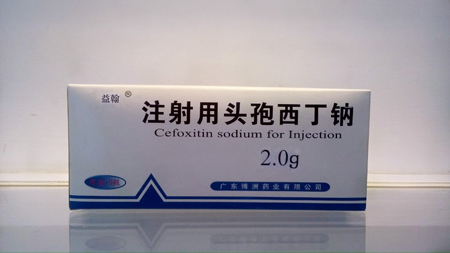 益翰®
注射用头孢西丁钠
Cefoxitin sodium for Injection
2.0g
广东博洲药业有限公司